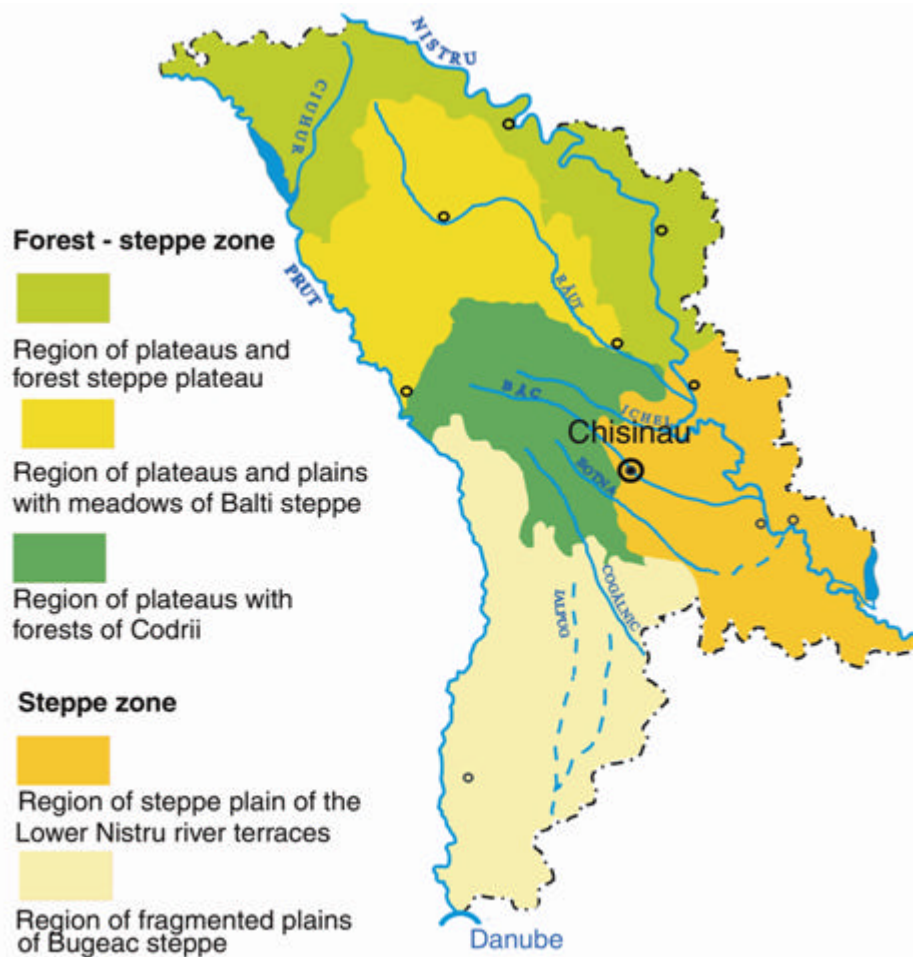 NISTRU
CIUHUR
Forest - steppe zone
PRUT
Region of plateaus and
forest steppe plateau
RĂUT
BÂC
ICHEL
Chisinau
Region of plateaus and plains
with meadows of Balti steppe
BOTNA
Region of plateaus with
forests of Codrii
COGÂLNIC
IALPUG
Steppe zone
Region of steppe plain of the
Lower Nistru river terraces
Region of fragmented plains
of Bugeac steppe
Danube